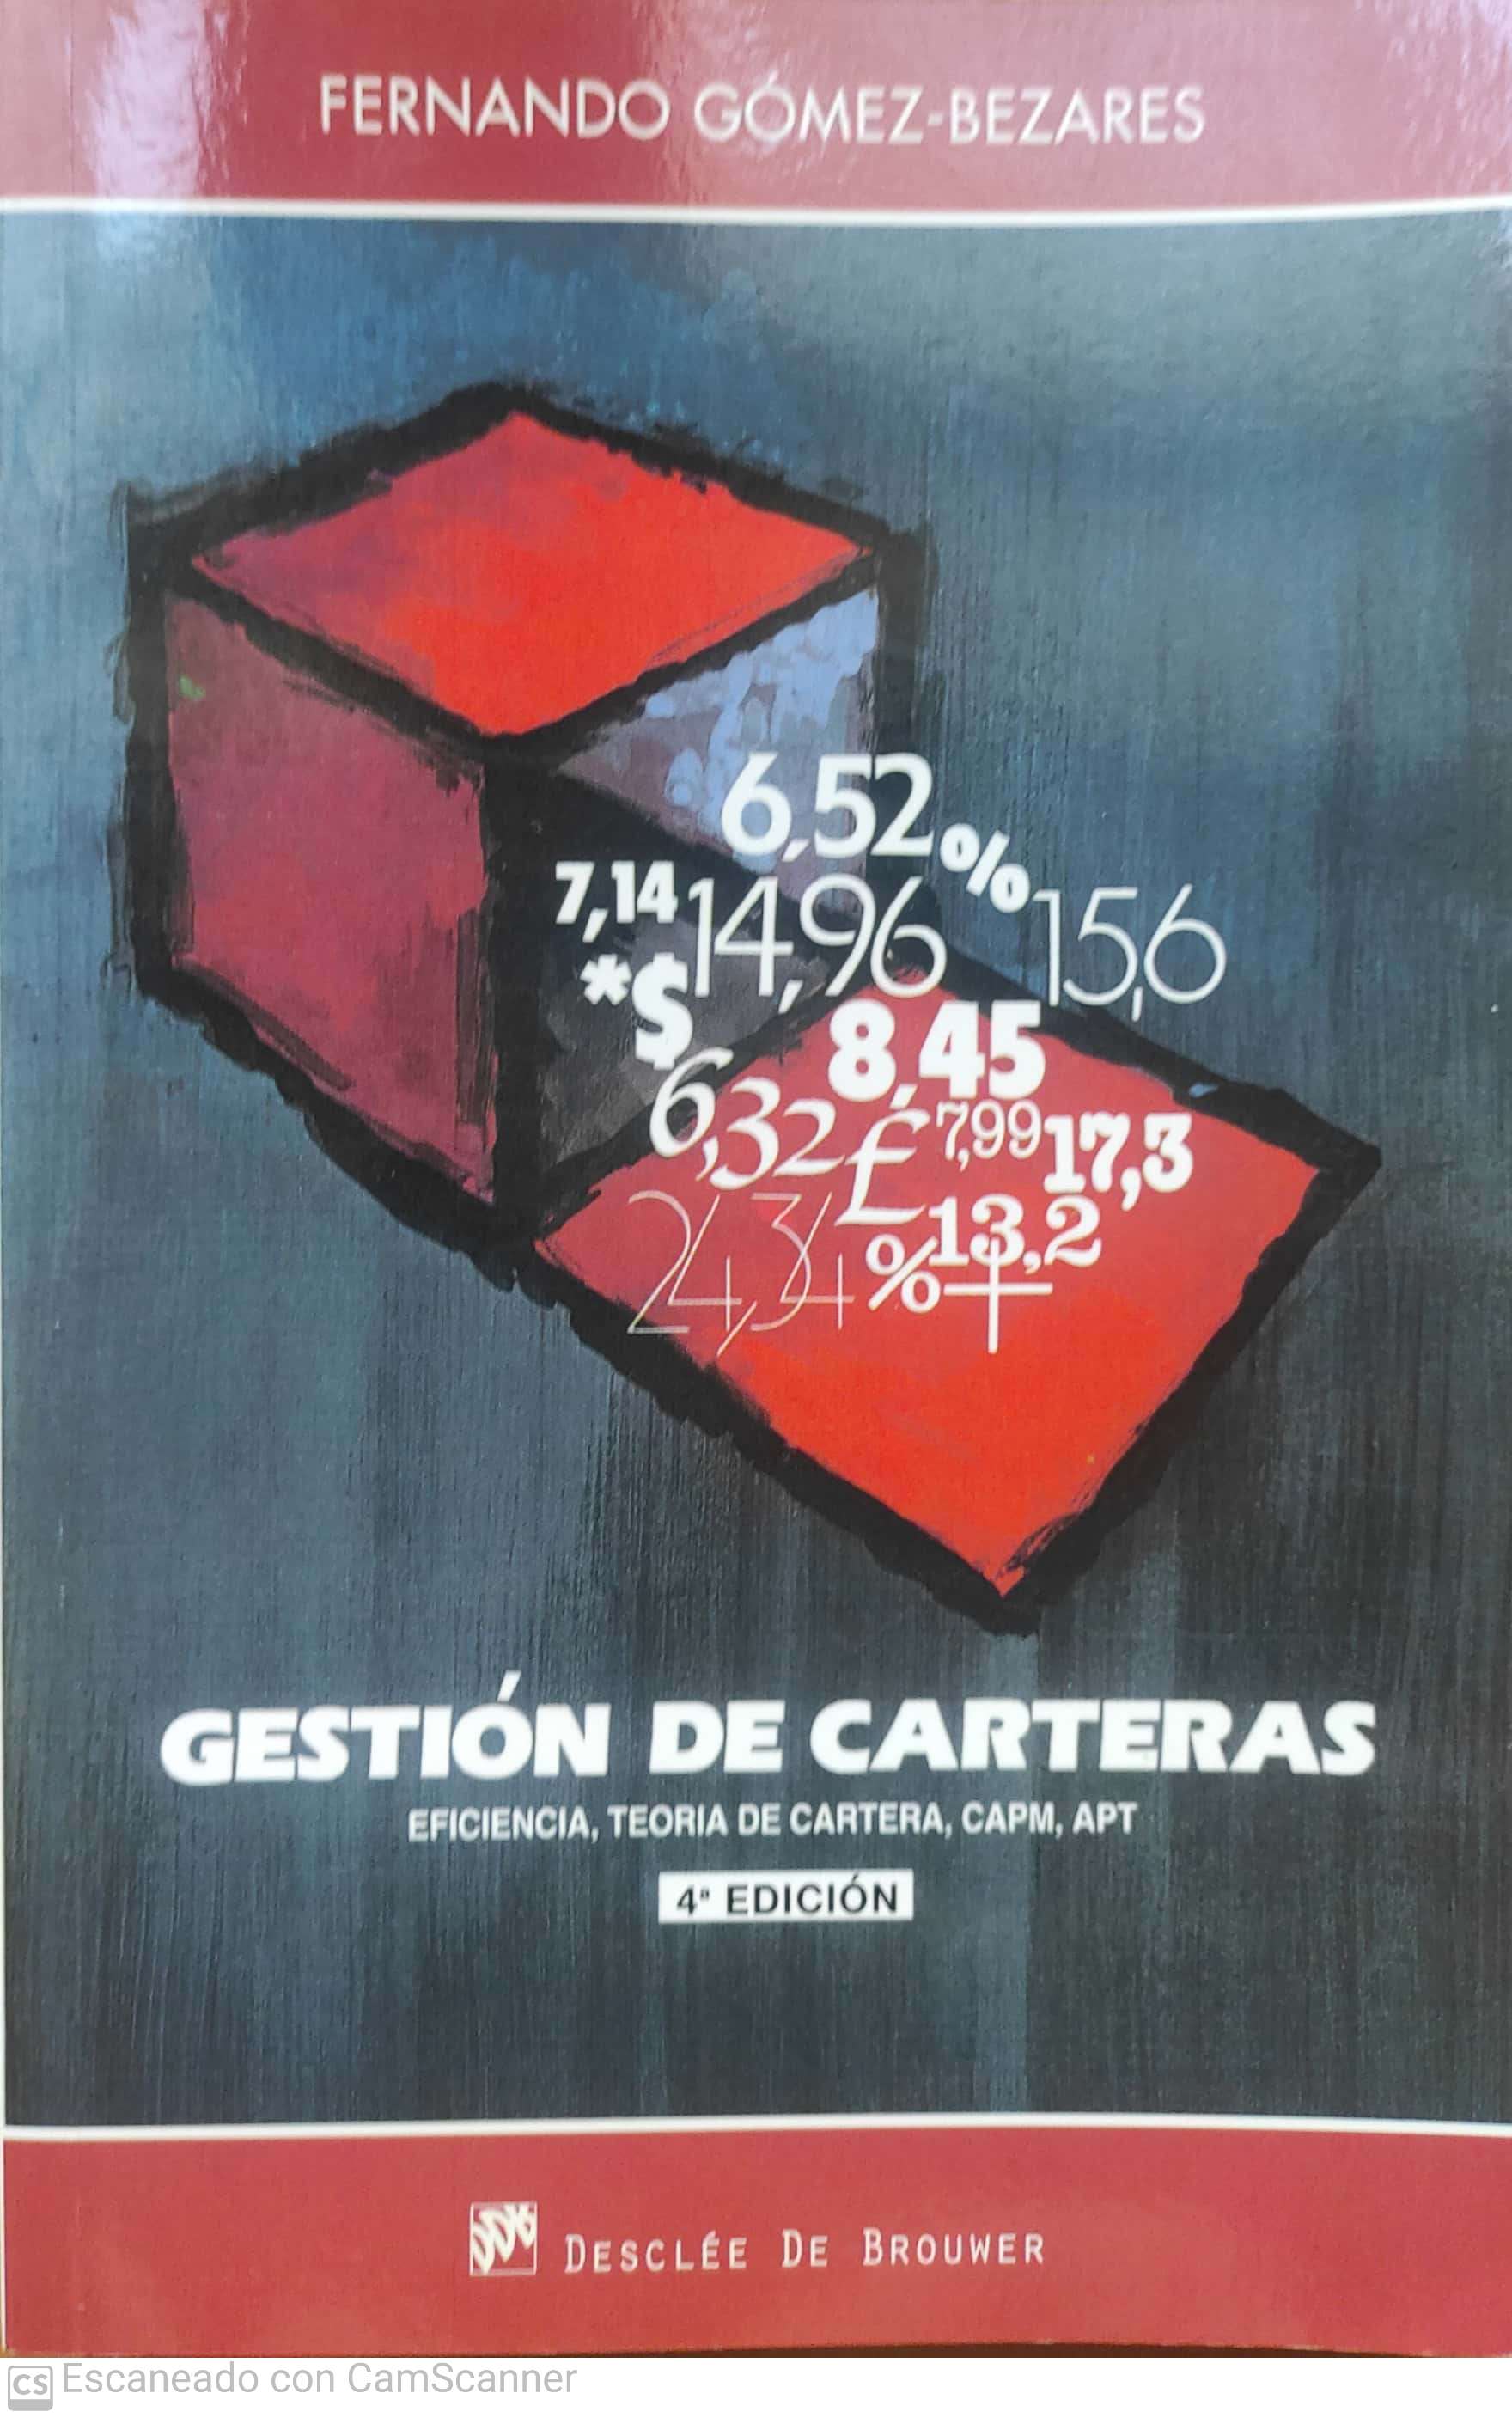 FERNANDO GÓMEZ-BEZARES
6,52%
7,14 14,96 15,6
*$ 8,45
6,32 £ 7,99 17,3
24,34 % 13,2
+
GESTIÓN DE CARTERAS
EFICIENCIA, TEORIA DE CARTERA, CAPM, APT
4ª EDICIÓN
DDB DESCLÉE DE BROUWER
CS Escaneado con CamScanner